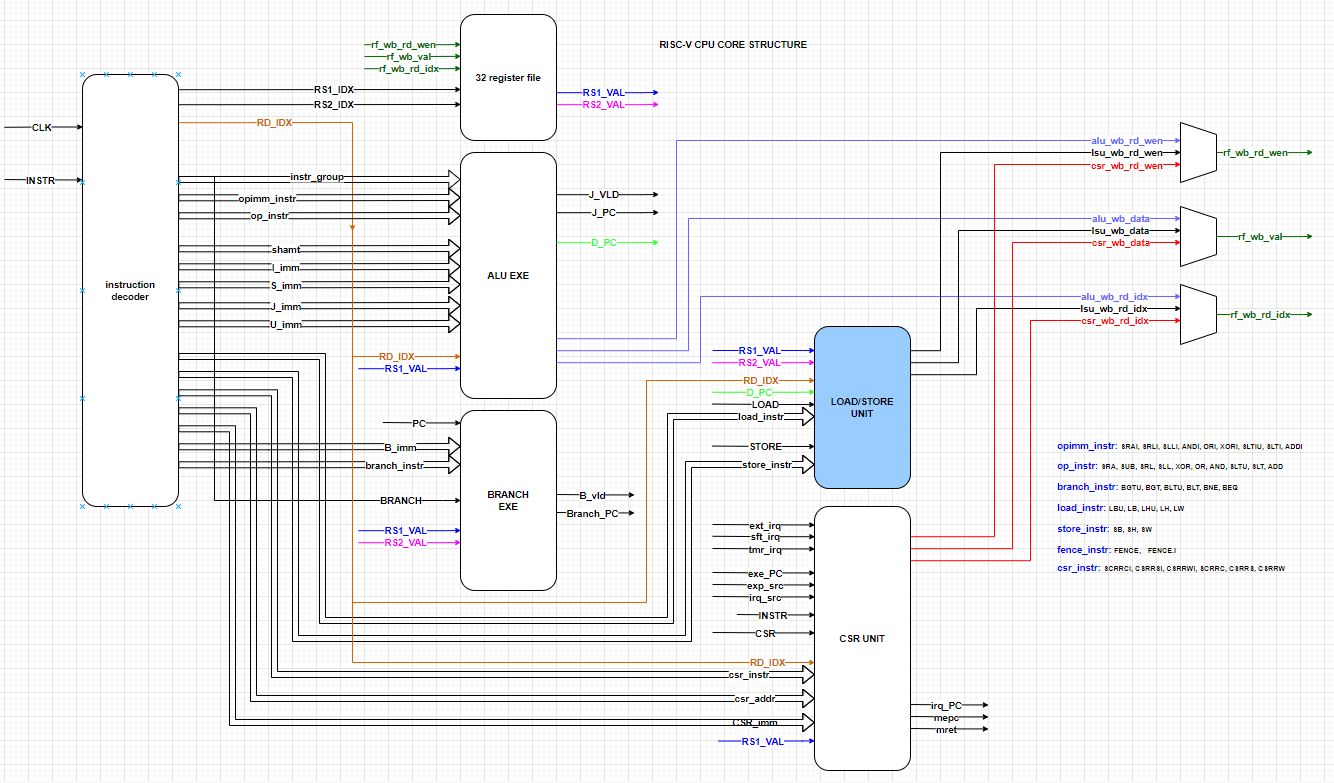 RISC-V CPU CORE STRUCTURE
rf_wb_rd_wen
rf_wb_val
rf_wb_rd_idx
32 register file
RS1_IDX
RS2_IDX
RS1_VAL
RS2_VAL
RD_IDX
CLK
INSTR
instruction
decoder
instr_group
opimm_instr
op_instr
shamt
I_imm
S_imm
J_imm
U_imm
RD_IDX
RS1_VAL
ALU EXE
J_VLD
J_PC
D_PC
alu_wb_rd_wen
lsu_wb_rd_wen
csr_wb_rd_wen
rf_wb_rd_wen
alu_wb_data
lsu_wb_data
csr_wb_data
rf_wb_val
alu_wb_rd_idx
lsu_wb_rd_idx
csr_wb_rd_idx
rf_wb_rd_idx
PC
B_imm
branch_instr
BRANCH
RS1_VAL
RS2_VAL
BRANCH
EXE
B_vld
Branch_PC
RS1_VAL
RS2_VAL
RD_IDX
D_PC
LOAD
load_instr
STORE
store_instr
LOAD/STORE
UNIT
ext_irq
sft_irq
tmr_irq
exe_PC
exp_src
irq_src
INSTR
CSR
RD_IDX
csr_instr
csr_addr
CSR_imm
RS1_VAL
CSR UNIT
irq_PC
mepc
mret
opimm_instr: SRAI, SRLI, SLLI, ANDI, ORI, XORI, SLTIU, SLTI, ADDI
op_instr: SRA, SUB, SRL, SLL, XOR, OR, AND, SLTU, SLT, ADD
branch_instr: BGTU, BGT, BLTU, BLT, BNE, BEQ
load_instr: LBU, LB, LHU, LH, LW
store_instr: SB, SH, SW
fence_instr: FENCE, FENCE.I
csr_instr: SCRRCI, CSRRSI, CSRRWI, SCRRC, CSRRS, CSRRW